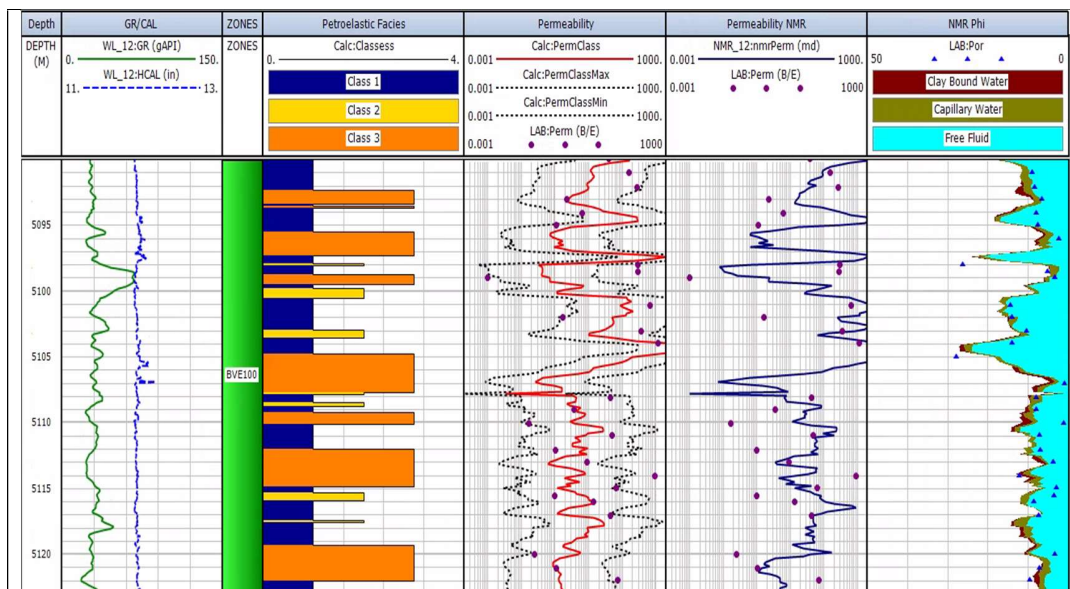 Depth GR/CAL ZONES Petroelastic Facies Permeability Permeability NMR NMR Phi
DEPTH (M)
WL_12:GR (gAPI)
0. 150.
WL_12:HCAL (in)
11. 13.
ZONES
Calc:Classess
0. 4.
Class 1
Class 2
Class 3
Calc:PermClass
0.001 1000.
Calc:PermClassMax
0.001 1000.
Calc:PermClassMin
0.001 1000.
LAB:Perm (B/E)
0.001 1000
NMR_12:nmrPerm (md)
0.001 1000.
LAB:Perm (B/E)
0.001 1000
LAB:Por
50 0
Clay Bound Water
Capillary Water
Free Fluid
5095
5100
5105
BVE100
5110
5115
5120